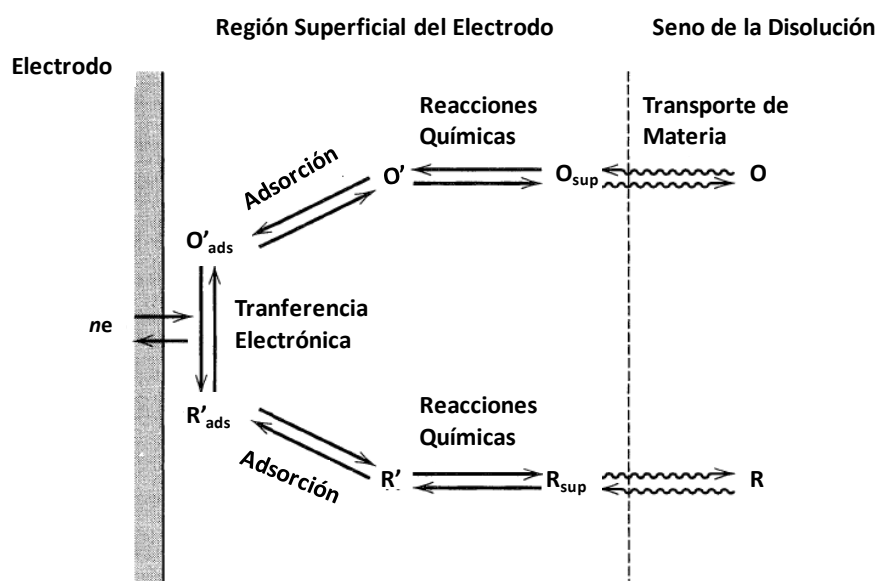 Región Superficial del Electrodo
Seno de la Disolución
Electrodo
Reacciones
Químicas
Transporte de
Materia
Adsorción
O'
Osup
O
O'ads
ne
Tranferencia
Electrónica
R'ads
Reacciones
Químicas
Adsorción
R'
Rsup
R